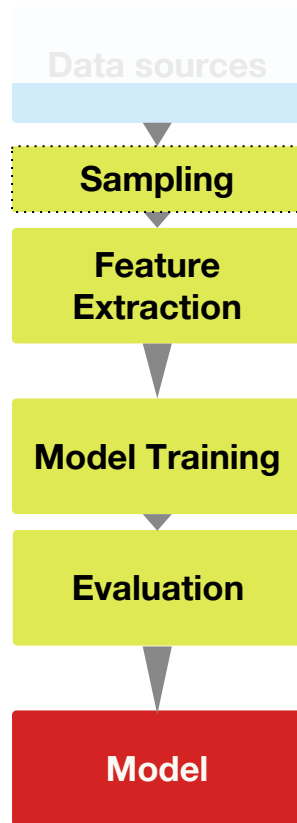 Data sources
Sampling
Feature
Extraction
Model Training
Evaluation
Model